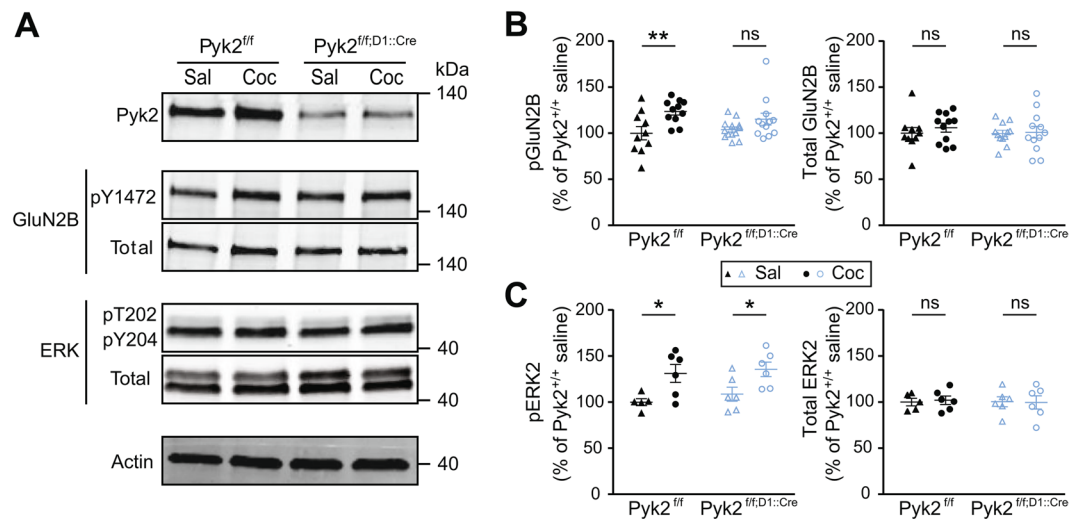 A
Pyk2f/f Pyk2f/f;D1::Cre
Sal Coc Sal Coc kDa
140
Pyk2
GluN2B
pY1472
140
Total
140
ERK
pT202
pY204
40
Total
40
Actin
40
B
pGluN2B
(% of Pyk2+/+ saline)
200
150
100
50
0
** ns
Pyk2f/f Pyk2f/f;D1::Cre
Total GluN2B
(% of Pyk2+/+ saline)
200
150
100
50
0
ns ns
Pyk2f/f Pyk2f/f;D1::Cre
Sal Coc
C
pERK2
(% of Pyk2+/+ saline)
200
150
100
50
0
* *
Pyk2f/f Pyk2f/f;D1::Cre
Total ERK2
(% of Pyk2+/+ saline)
200
150
100
50
0
ns ns
Pyk2f/f Pyk2f/f;D1::Cre